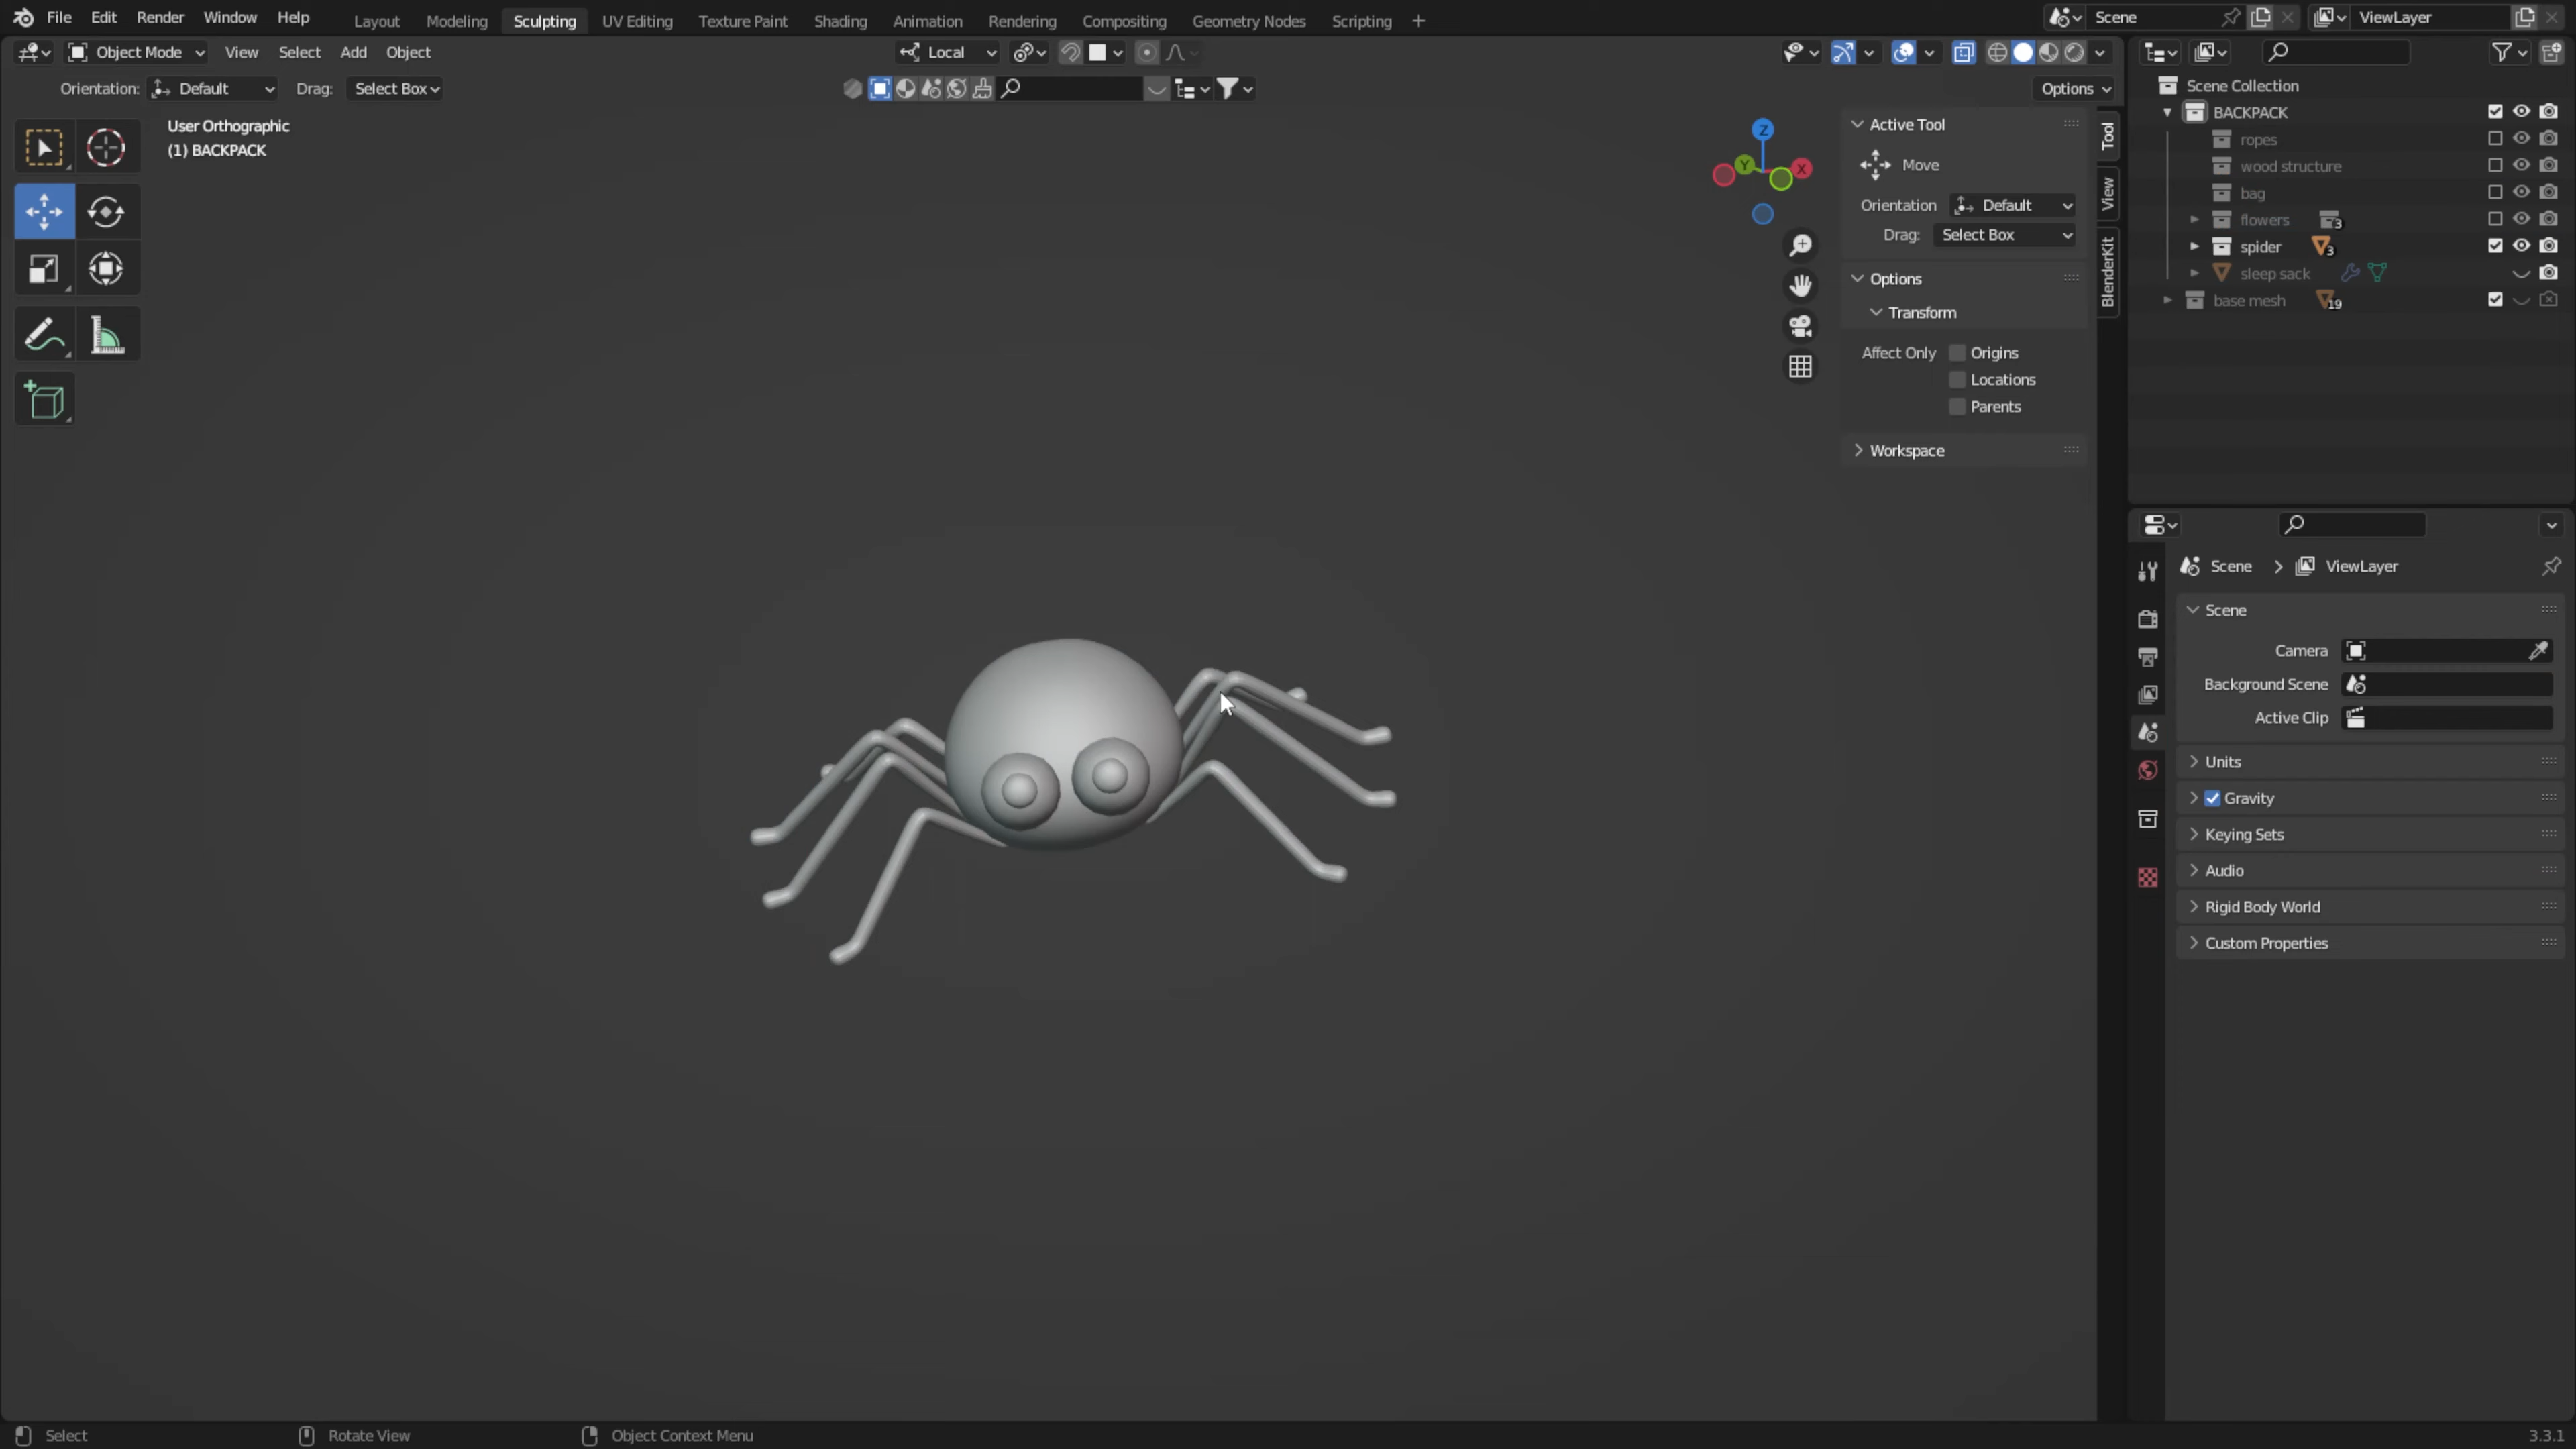 File Edit Render Window Help Layout Modeling Sculpting UV Editing Texture Paint Shading Animation Rendering Compositing Geometry Nodes Scripting + Scene ViewLayer
Object Mode View Select Add Object Local
Orientation: Default Drag: Select Box Options
User Orthographic
(1) BACKPACK
Z
Y
X
Active Tool
Move
Orientation Default
Drag: Select Box
Options
Transform
Affect Only Origins
Locations
Parents
Workspace
Tool
View
BlenderKit
Scene Collection
BACKPACK
ropes
wood structure
bag
flowers 3
spider 3
sleep sack
base mesh 19
Scene > ViewLayer
Scene
Camera
Background Scene
Active Clip
Units
Gravity
Keying Sets
Audio
Rigid Body World
Custom Properties
Select Rotate View Object Context Menu 3.3.1